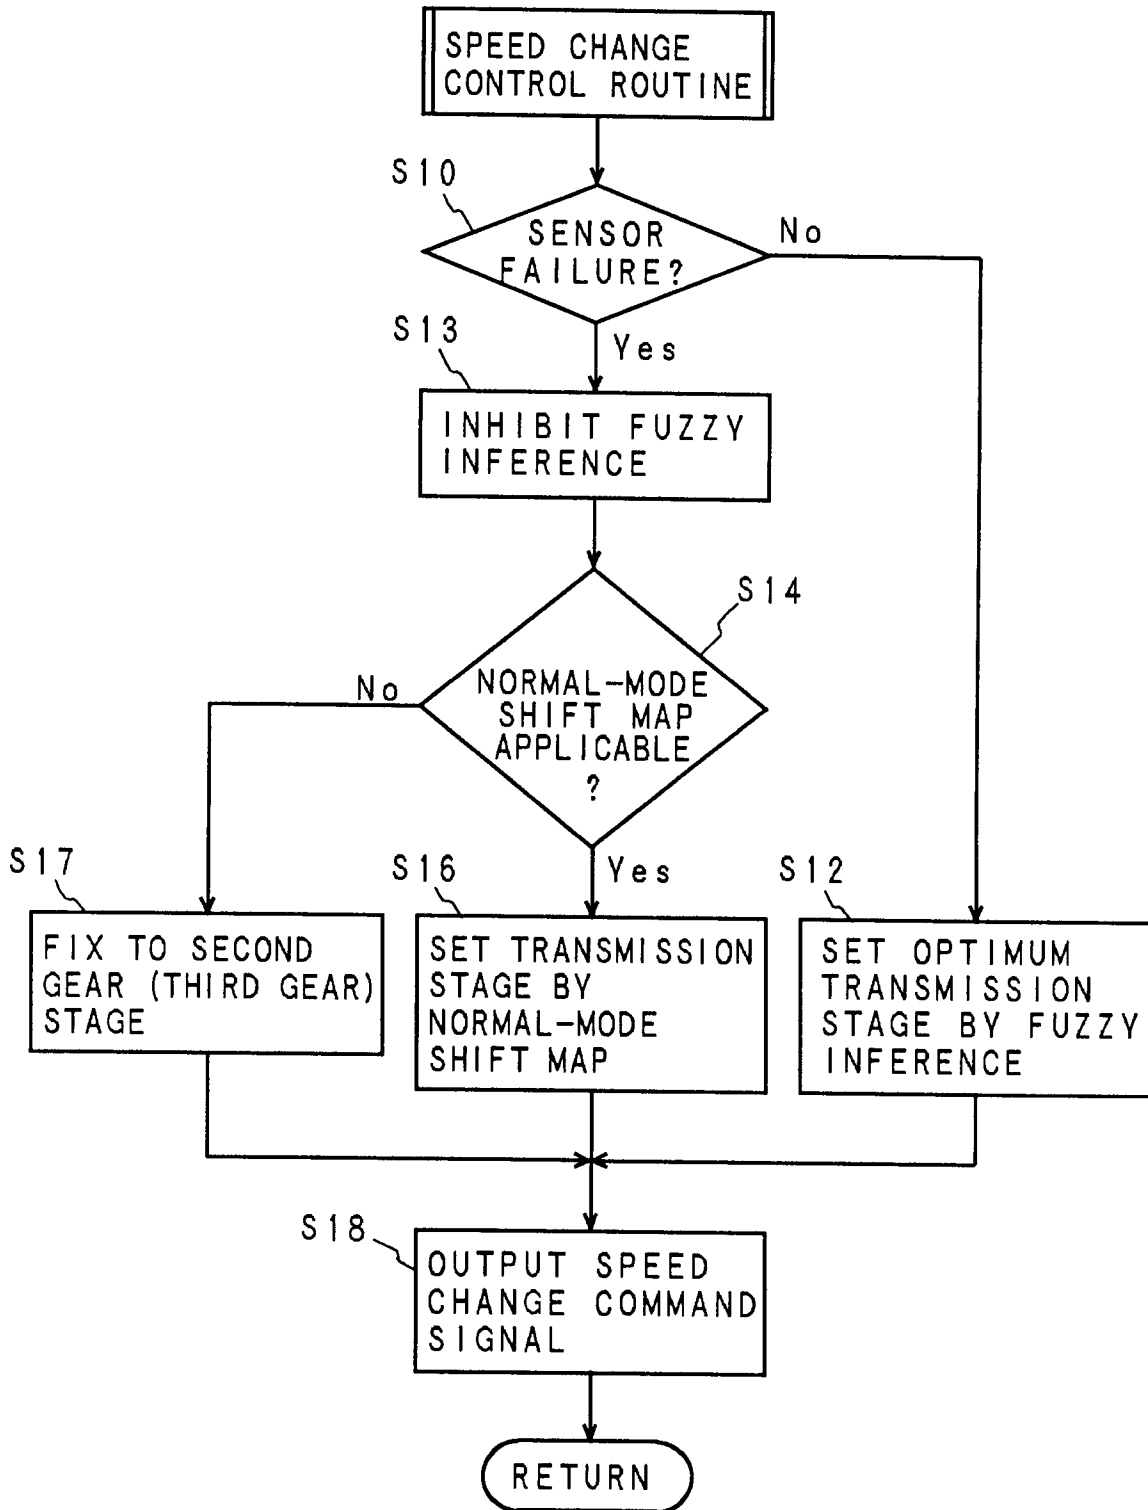 SPEED CHANGE
CONTROL ROUTINE
S10
SENSOR
FAILURE?
No
Yes
S13
INHIBIT FUZZY
INFERENCE
S14
NORMAL-MODE
SHIFT MAP
APPLICABLE
?
No
Yes
S17
FIX TO SECOND
GEAR (THIRD GEAR)
STAGE
S16
SET TRANSMISSION
STAGE BY
NORMAL-MODE
SHIFT MAP
S12
SET OPTIMUM
TRANSMISSION
STAGE BY FUZZY
INFERENCE
S18
OUTPUT SPEED
CHANGE COMMAND
SIGNAL
RETURN